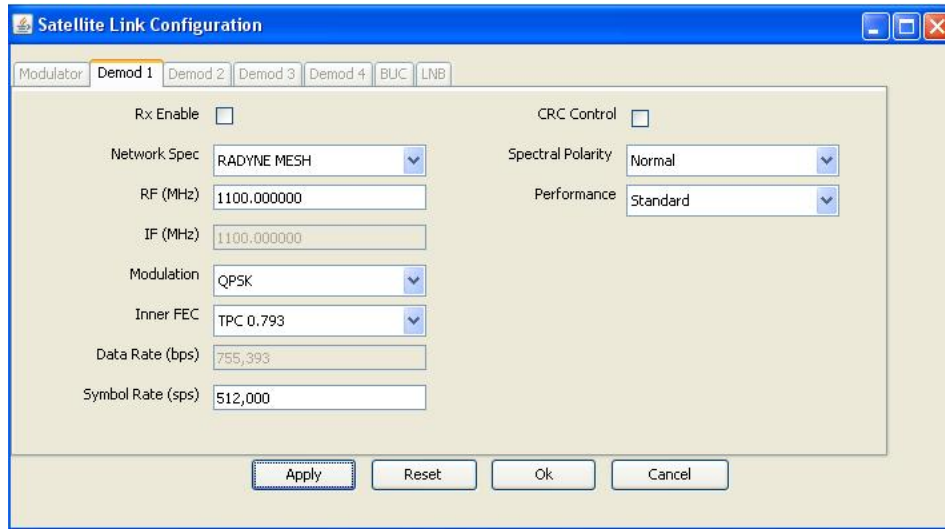 Satellite Link Configuration
Modulator Demod 1 Demod 2 Demod 3 Demod 4 BUC LNB
Rx Enable
CRC Control
Network Spec RADYNE MESH
Spectral Polarity Normal
RF (MHz) 1100.000000
Performance Standard
IF (MHz) 1100.000000
Modulation QPSK
Inner FEC TPC 0.793
Data Rate (bps) 755,393
Symbol Rate (sps) 512,000
Apply Reset Ok Cancel